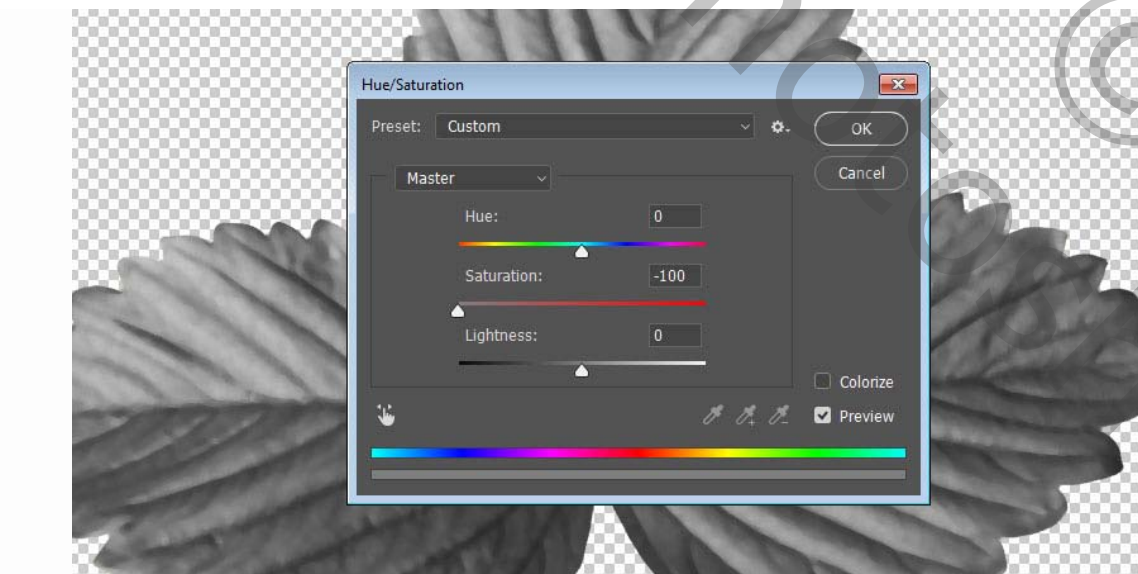 Hue/Saturation
Preset: Custom
OK
Master
Cancel
Hue: 0
Saturation: -100
Lightness: 0
Colorize
Preview